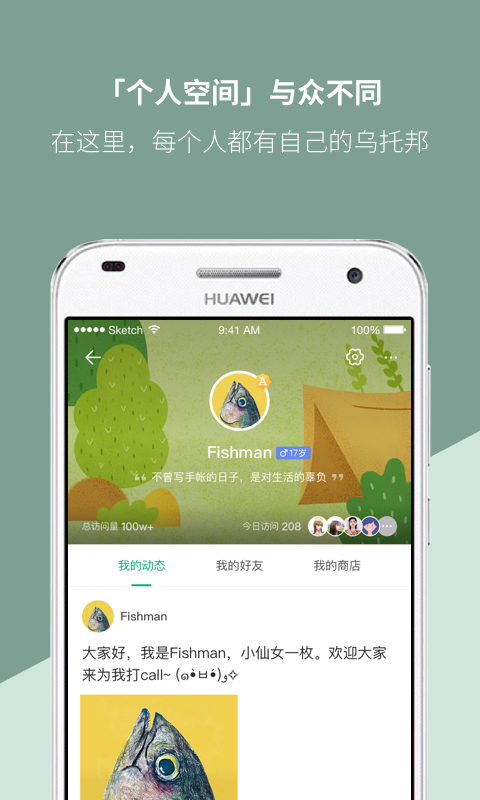 「个人空间」与众不同
在这里，每个人都有自己的乌托邦
HUAWEI
Sketch 9:41 AM 100%
A
Fishman ♂17岁
“ 不曾写手帐的日子，是对生活的辜负 ”
总访问量 100w+ 今日访问 208
我的动态 我的好友 我的商店
Fishman
大家好，我是Fishman，小仙女一枚。欢迎大家
来为我打call~ (๑•̀ㅂ•́)و✧